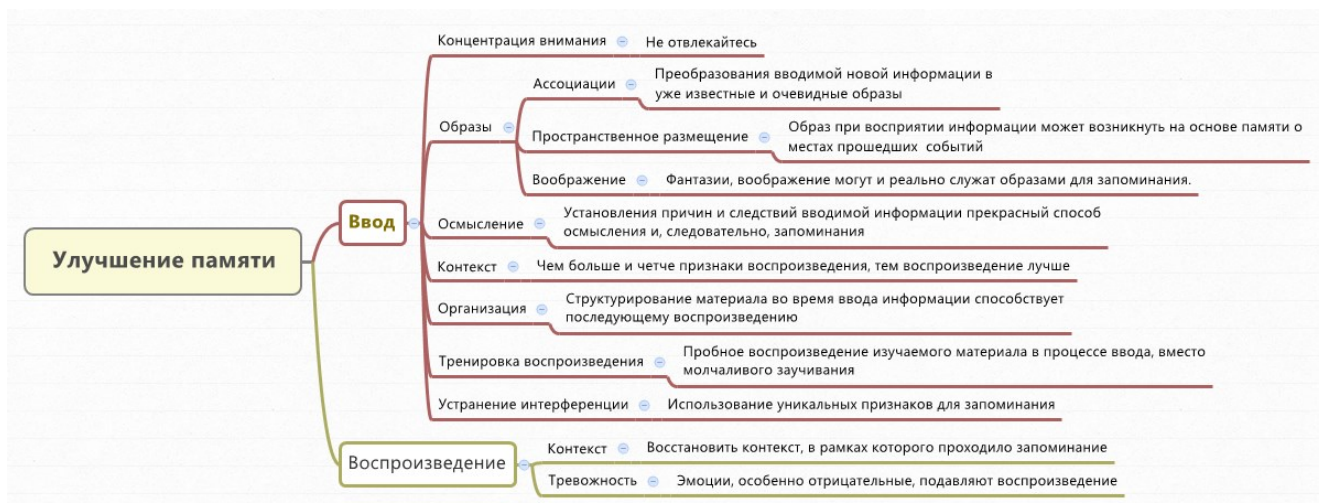 Улучшение памяти
Ввод
Концентрация внимания
Не отвлекайтесь
Образы
Ассоциации
Преобразования вводимой новой информации в
уже известные и очевидные образы
Пространственное размещение
Образ при восприятии информации может возникнуть на основе памяти о
местах прошедших событий
Воображение
Фантазии, воображение могут и реально служат образами для запоминания.
Осмысление
Установления причин и следствий вводимой информации прекрасный способ
осмысления и, следовательно, запоминания
Контекст
Чем больше и четче признаки воспроизведения, тем воспроизведение лучше
Организация
Структурирование материала во время ввода информации способствует
последующему воспроизведению
Тренировка воспроизведения
Пробное воспроизведение изучаемого материала в процессе ввода, вместо
молчаливого заучивания
Устранение интерференции
Использование уникальных признаков для запоминания
Воспроизведение
Контекст
Восстановить контекст, в рамках которого проходило запоминание
Тревожность
Эмоции, особенно отрицательные, подавляют воспроизведение